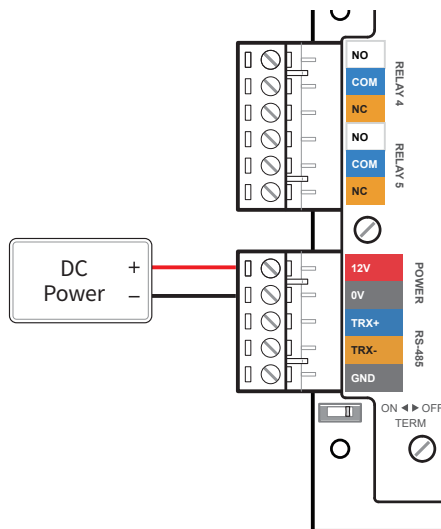 NO
COM
NC
RELAY 4
NO
COM
NC
RELAY 5
DC
Power
+
–
12V
0V
POWER
TRX+
TRX-
GND
RS-485
ON ◄ ► OFF
TERM